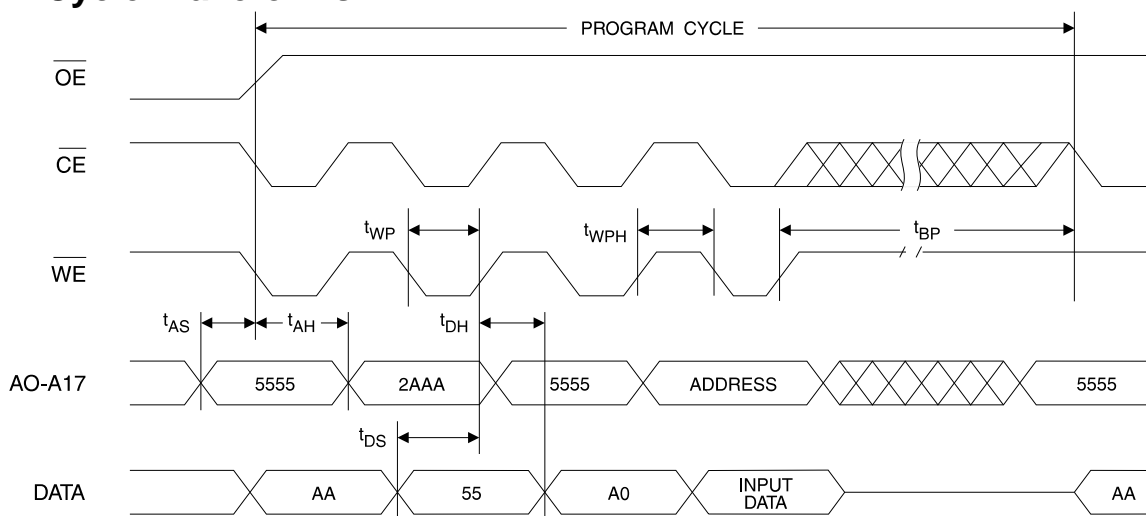 PROGRAM CYCLE
OE
CE
tWP
tWPH
tBP
WE
tAS
tAH
tDH
AO-A17
5555
2AAA
5555
ADDRESS
5555
tDS
DATA
AA
55
A0
INPUT
DATA
AA